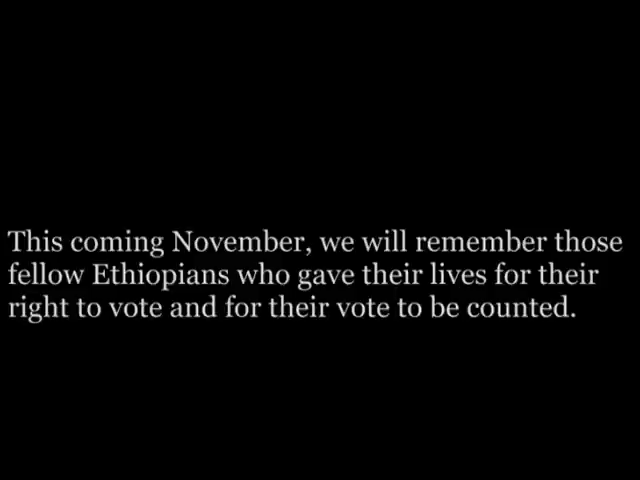 This coming November, we will remember those
fellow Ethiopians who gave their lives for their
right to vote and for their vote to be counted.